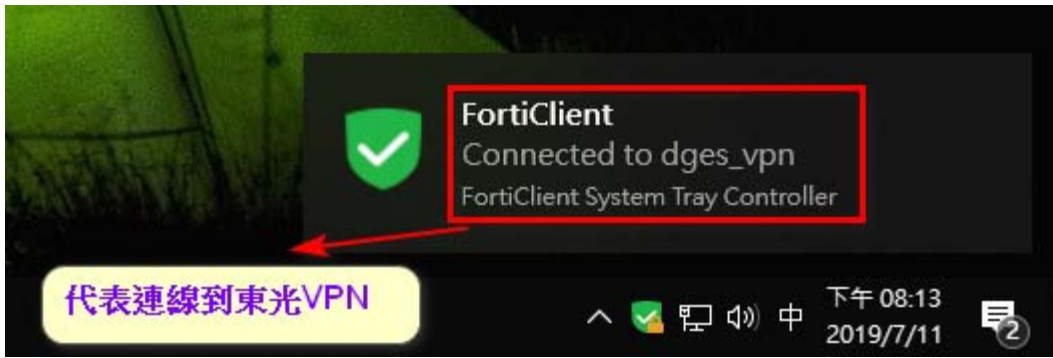 FortiClient
Connected to dges_vpn
FortiClient System Tray Controller
代表連線到東光VPN
中
下午 08:13
2019/7/11
2